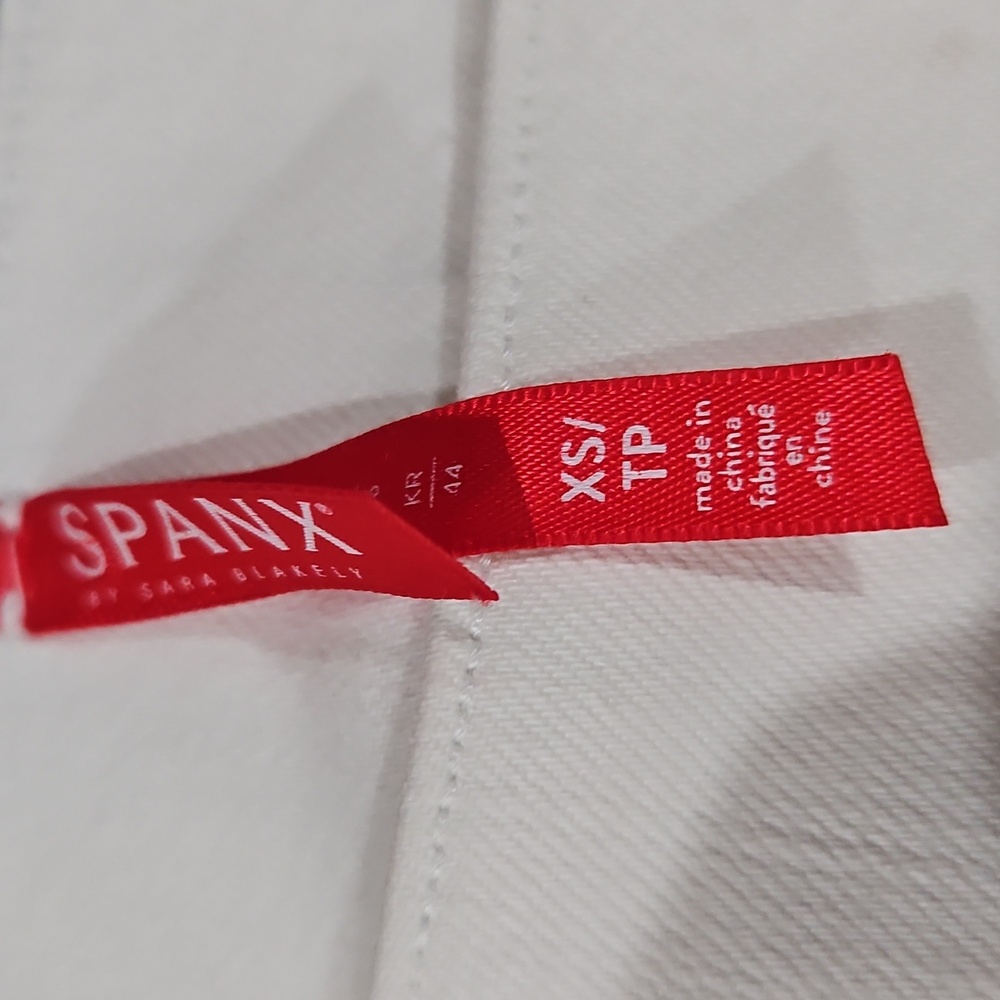 SPANX®
BY SARA BLAKELY
KR
44
XS/
TP
made in
china
fabriqué
en
chine